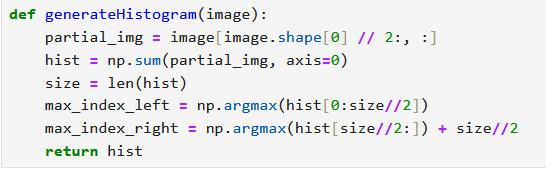 def generateHistogram(image):
    partial_img = image[image.shape[0] // 2:, :]
    hist = np.sum(partial_img, axis=0)
    size = len(hist)
    max_index_left = np.argmax(hist[0:size//2])
    max_index_right = np.argmax(hist[size//2:]) + size//2
    return hist